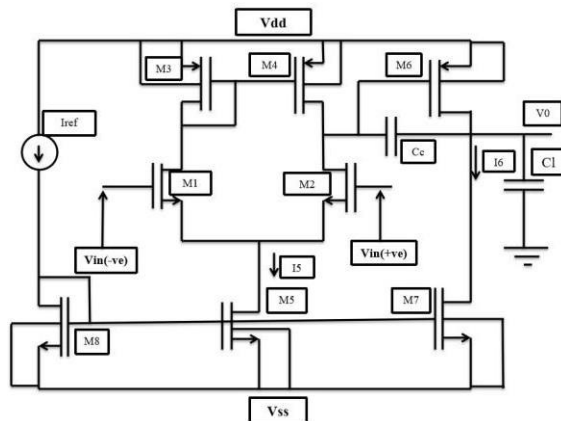 Vdd
M3
M4
M6
Iref
V0
Cc
I6
Cl
M1
M2
Vin(-ve)
Vin(+ve)
I5
M5
M7
M8
Vss